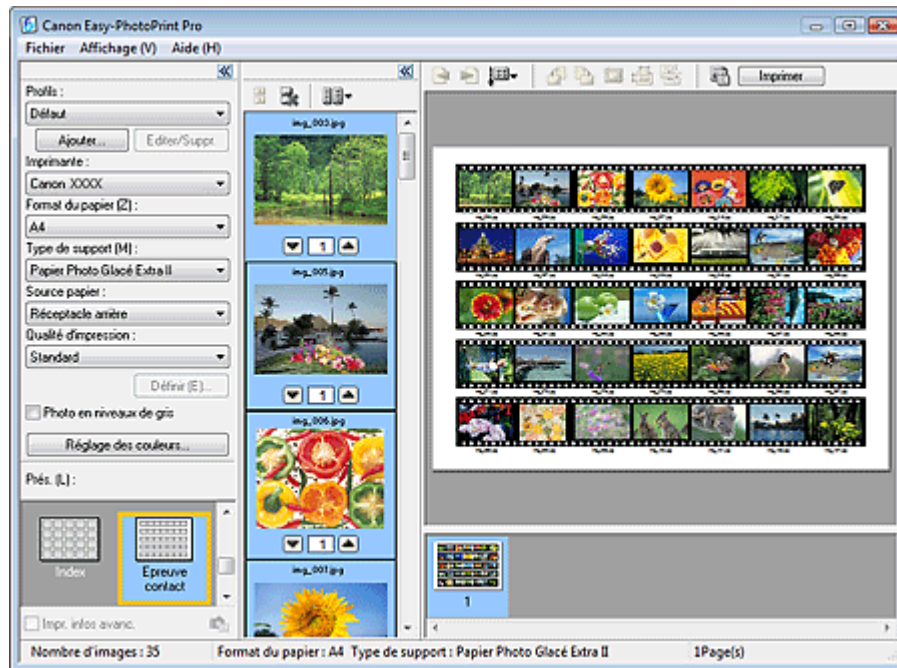 Canon Easy-PhotoPrint Pro
Fichier Affichage (V) Aide (H)
Profils :
Défaut
Ajouter... Editer/Suppr.
Imprimante :
Canon XXXX
Format du papier (Z) :
A4
Type de support (M) :
Papier Photo Glacé Extra II
Source papier :
Réceptacle arrière
Qualité d'impression :
Standard
Définir (E)...
Photo en niveaux de gris
Réglage des couleurs...
Prés. (L) :
Index
Epreuve
contact
Impr. infos avanc.
img_003.jpg
1
img_005.jpg
1
img_006.jpg
1
img_007.jpg
Imprimer
1
Nombre d'images : 35 Format du papier : A4 Type de support : Papier Photo Glacé Extra II 1Page(s)